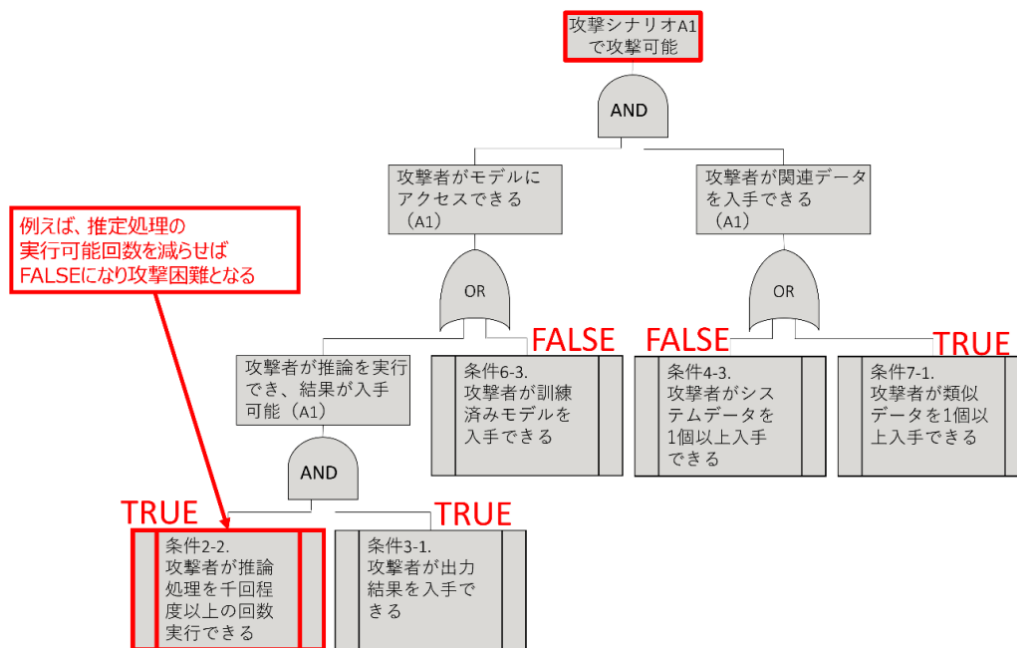 攻撃シナリオA1
で攻撃可能
AND
攻撃者がモデルに
アクセスできる
（A1）
攻撃者が関連データ
を入手できる
（A1）
例えば、推定処理の
実行可能回数を減らせば
FALSEになり攻撃困難となる
OR
OR
FALSE
FALSE
TRUE
攻撃者が推論を実行
でき、結果が入手
可能（A1）
条件6-3.
攻撃者が訓練
済みモデルを
入手できる
条件4-3.
攻撃者がシス
テムデータを
1個以上入手
できる
条件7-1.
攻撃者が類似
データを1個以
上入手できる
AND
TRUE
TRUE
条件2-2.
攻撃者が推論
処理を千回程
度以上の回数
実行できる
条件3-1.
攻撃者が出力
結果を入手で
きる